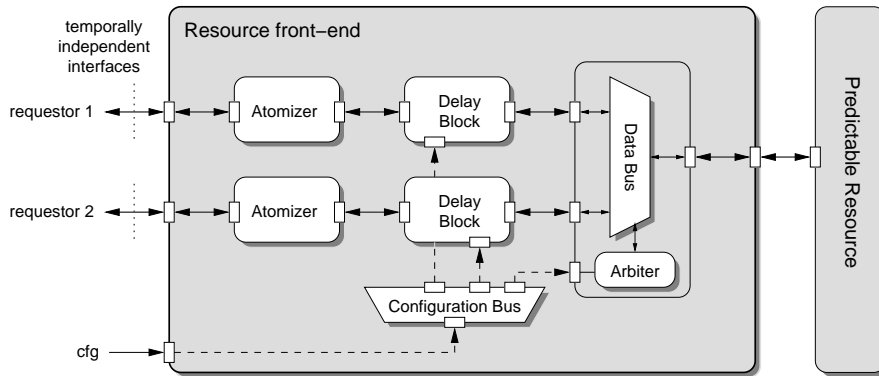 temporally
independent
interfaces
Resource front–end
requestor 1
Atomizer
Delay
Block
Data Bus
Predictable Resource
requestor 2
Atomizer
Delay
Block
Arbiter
Configuration Bus
cfg